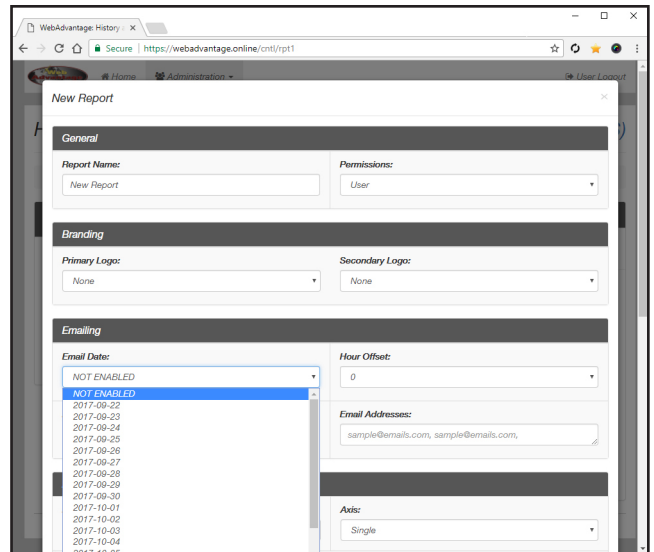 WebAdvantage: History
Secure | https://webadvantage.online/cntl/rpt1
Home Administration User Logout
New Report ×
General
Report Name: Permissions:
New Report User
Branding
Primary Logo: Secondary Logo:
None None
Emailing
Email Date: Hour Offset:
NOT ENABLED 0
NOT ENABLED
2017-09-22
2017-09-23
2017-09-24 Email Addresses:
2017-09-25
2017-09-26 sample@emails.com, sample@emails.com,
2017-09-27
2017-09-28
2017-09-29
2017-09-30
2017-10-01 Axis:
2017-10-02
2017-10-03 Single
2017-10-04
2017-10-05